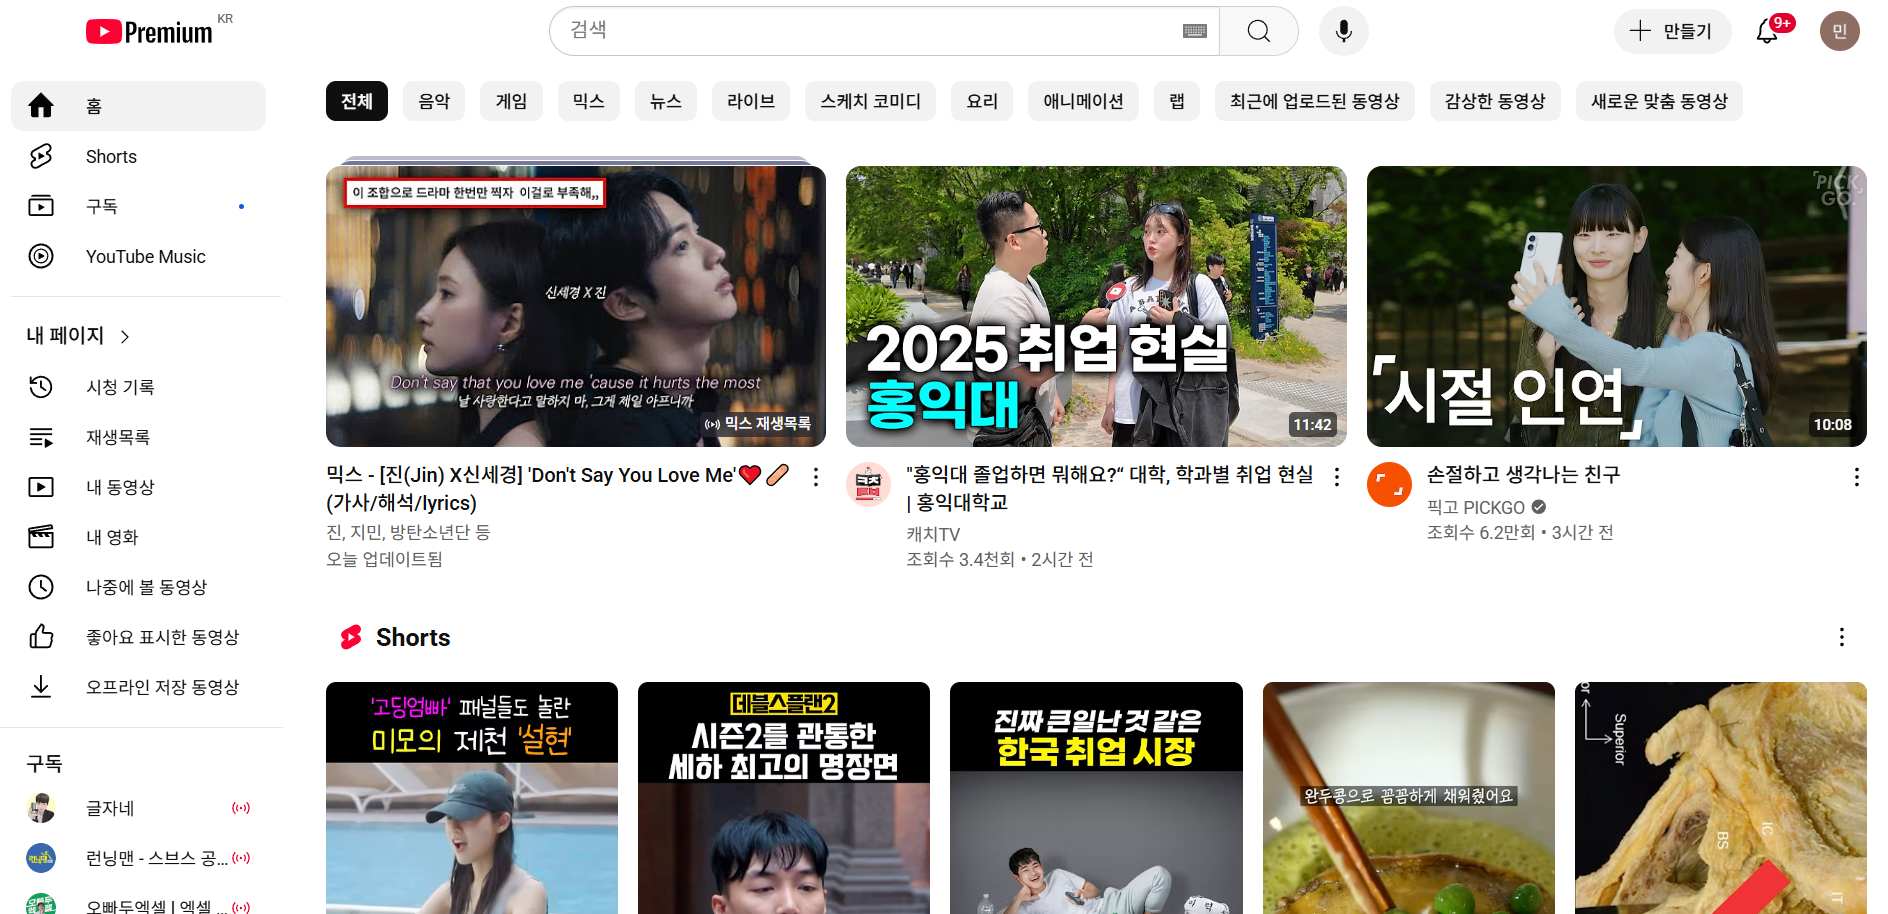 Premium KR
검색
만들기
9+
민
홈
Shorts
구독
YouTube Music
내 페이지
시청 기록
재생목록
내 동영상
내 영화
나중에 볼 동영상
좋아요 표시한 동영상
오프라인 저장 동영상
구독
글자네
런닝맨 - 스브스 공...
오빠두엑셀 | 엑셀 ...
전체 음악 게임 믹스 뉴스 라이브 스케치 코미디 요리 애니메이션 랩 최근에 업로드된 동영상 감상한 동영상 새로운 맞춤 동영상
이 조합으로 드라마 한번만 찍자 이걸로 부족해,,
신세경 X 진
Don't say that you love me 'cause it hurts the most
날 사랑한다고 말하지 마, 그게 제일 아프니까
믹스 재생목록
믹스 - [진(Jin) X신세경] 'Don't Say You Love Me'❤️🩹
(가사/해석/lyrics)
진, 지민, 방탄소년단 등
오늘 업데이트됨
2025 취업 현실
홍익대
11:42
"홍익대 졸업하면 뭐해요?“ 대학, 학과별 취업 현실
| 홍익대학교
캐치TV
조회수 3.4천회 • 2시간 전
PICK
GO.
「시절 인연」
10:08
손절하고 생각나는 친구
픽고 PICKGO
조회수 6.2만회 • 3시간 전
Shorts
'고딩엄빠' 패널들도 놀란
미모의 제천 '설현'
데블스플랜2
시즌2를 관통한
세하 최고의 명장면
진짜 큰일난 것 같은
한국 취업 시장
완두콩으로 꼼꼼하게 채워줬어요
Superior
IC
BS
IT